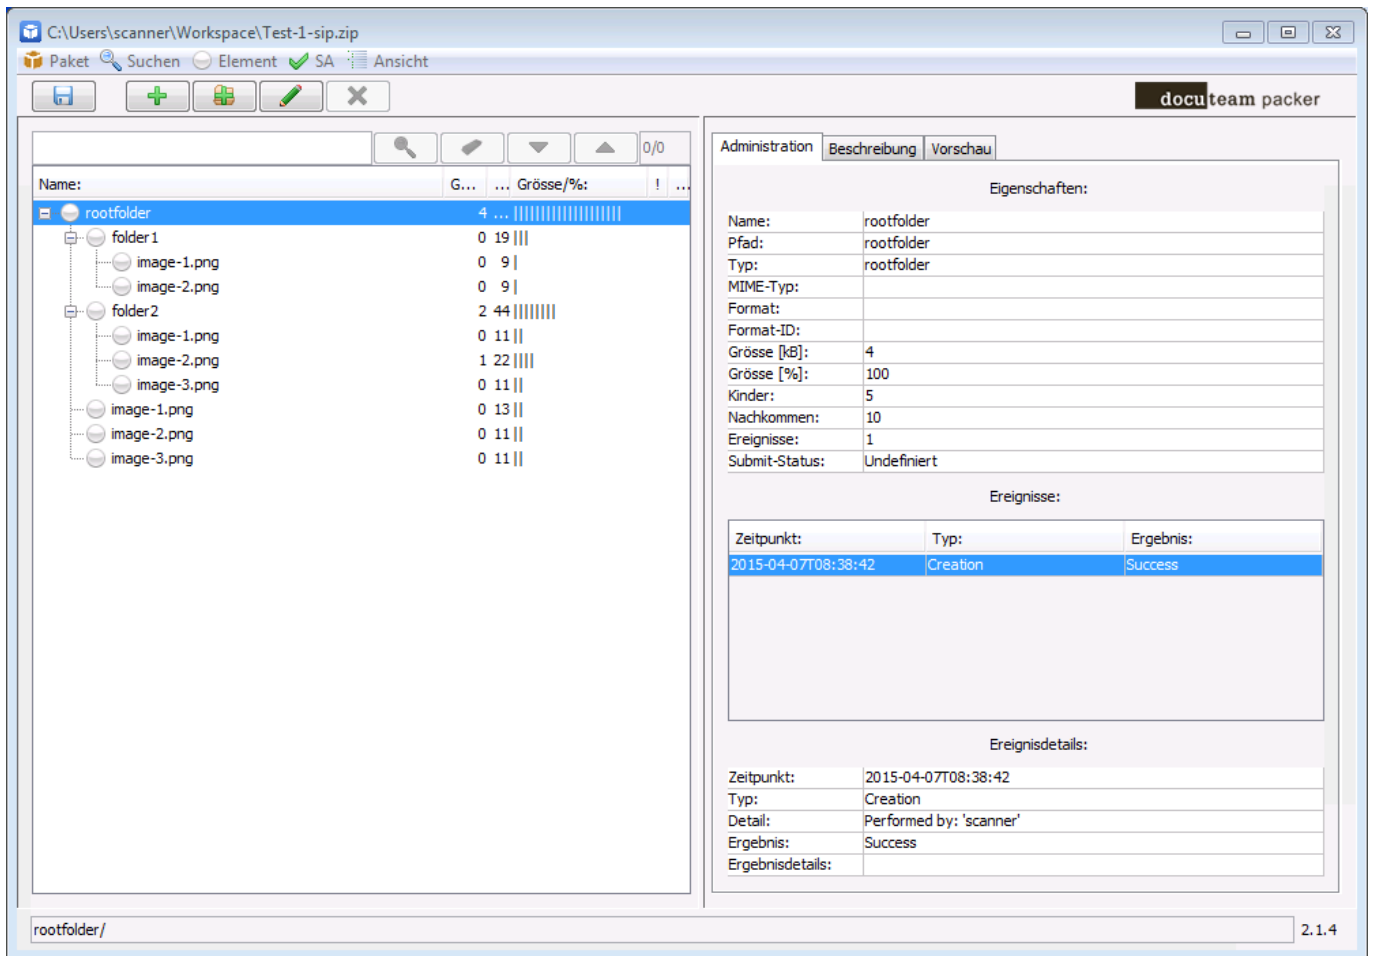 C:\Users\scanner\Workspace\Test-1-sip.zip
Paket Suchen Element SA Ansicht
docuteam packer
0/0
Name: G... ... Grösse/%: ! ...
rootfolder 4 ...
folder1 0 19
image-1.png 0 9
image-2.png 0 9
folder2 2 44
image-1.png 0 11
image-2.png 1 22
image-3.png 0 11
image-1.png 0 13
image-2.png 0 11
image-3.png 0 11
Administration Beschreibung Vorschau
Eigenschaften:
Name: rootfolder
Pfad: rootfolder
Typ: rootfolder
MIME-Typ:
Format:
Format-ID:
Grösse [kB]: 4
Grösse [%]: 100
Kinder: 5
Nachkommen: 10
Ereignisse: 1
Submit-Status: Undefiniert
Ereignisse:
Zeitpunkt: Typ: Ergebnis:
2015-04-07T08:38:42 Creation Success
Ereignisdetails:
Zeitpunkt: 2015-04-07T08:38:42
Typ: Creation
Detail: Performed by: 'scanner'
Ergebnis: Success
Ergebnisdetails:
rootfolder/ 2.1.4